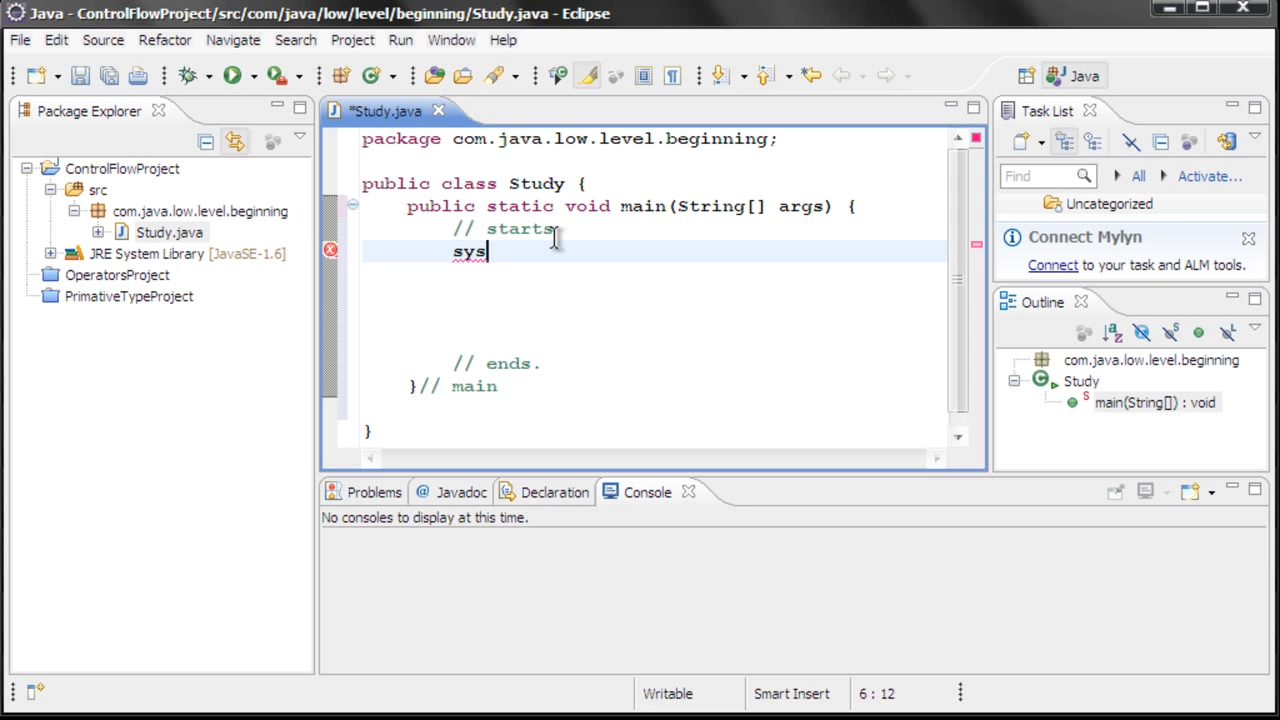 Java - ControlFlowProject/src/com/java/low/level/beginning/Study.java - Eclipse
File Edit Source Refactor Navigate Search Project Run Window Help
Java
Package Explorer
ControlFlowProject
src
com.java.low.level.beginning
Study.java
JRE System Library [JavaSE-1.6]
OperatorsProject
PrimativeTypeProject
*Study.java
package com.java.low.level.beginning;
public class Study {
public static void main(String[] args) {
// starts
sys
// ends.
}// main
}
Task List
Find All Activate...
Uncategorized
Connect Mylyn
Connect to your task and ALM tools.
Outline
com.java.low.level.beginning
Study
main(String[]) : void
Problems @ Javadoc Declaration Console
No consoles to display at this time.
Writable Smart Insert 6 : 12